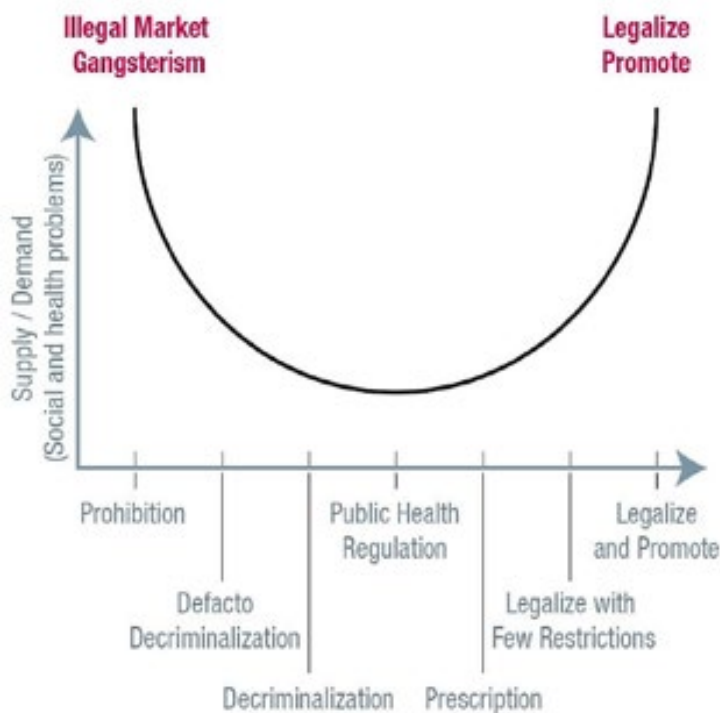 Illegal Market
Gangsterism
Legalize
Promote
Supply / Demand
(Social and health problems)
Prohibition
Public Health
Regulation
Legalize
and Promote
Defacto
Decriminalization
Legalize with
Few Restrictions
Decriminalization
Prescription